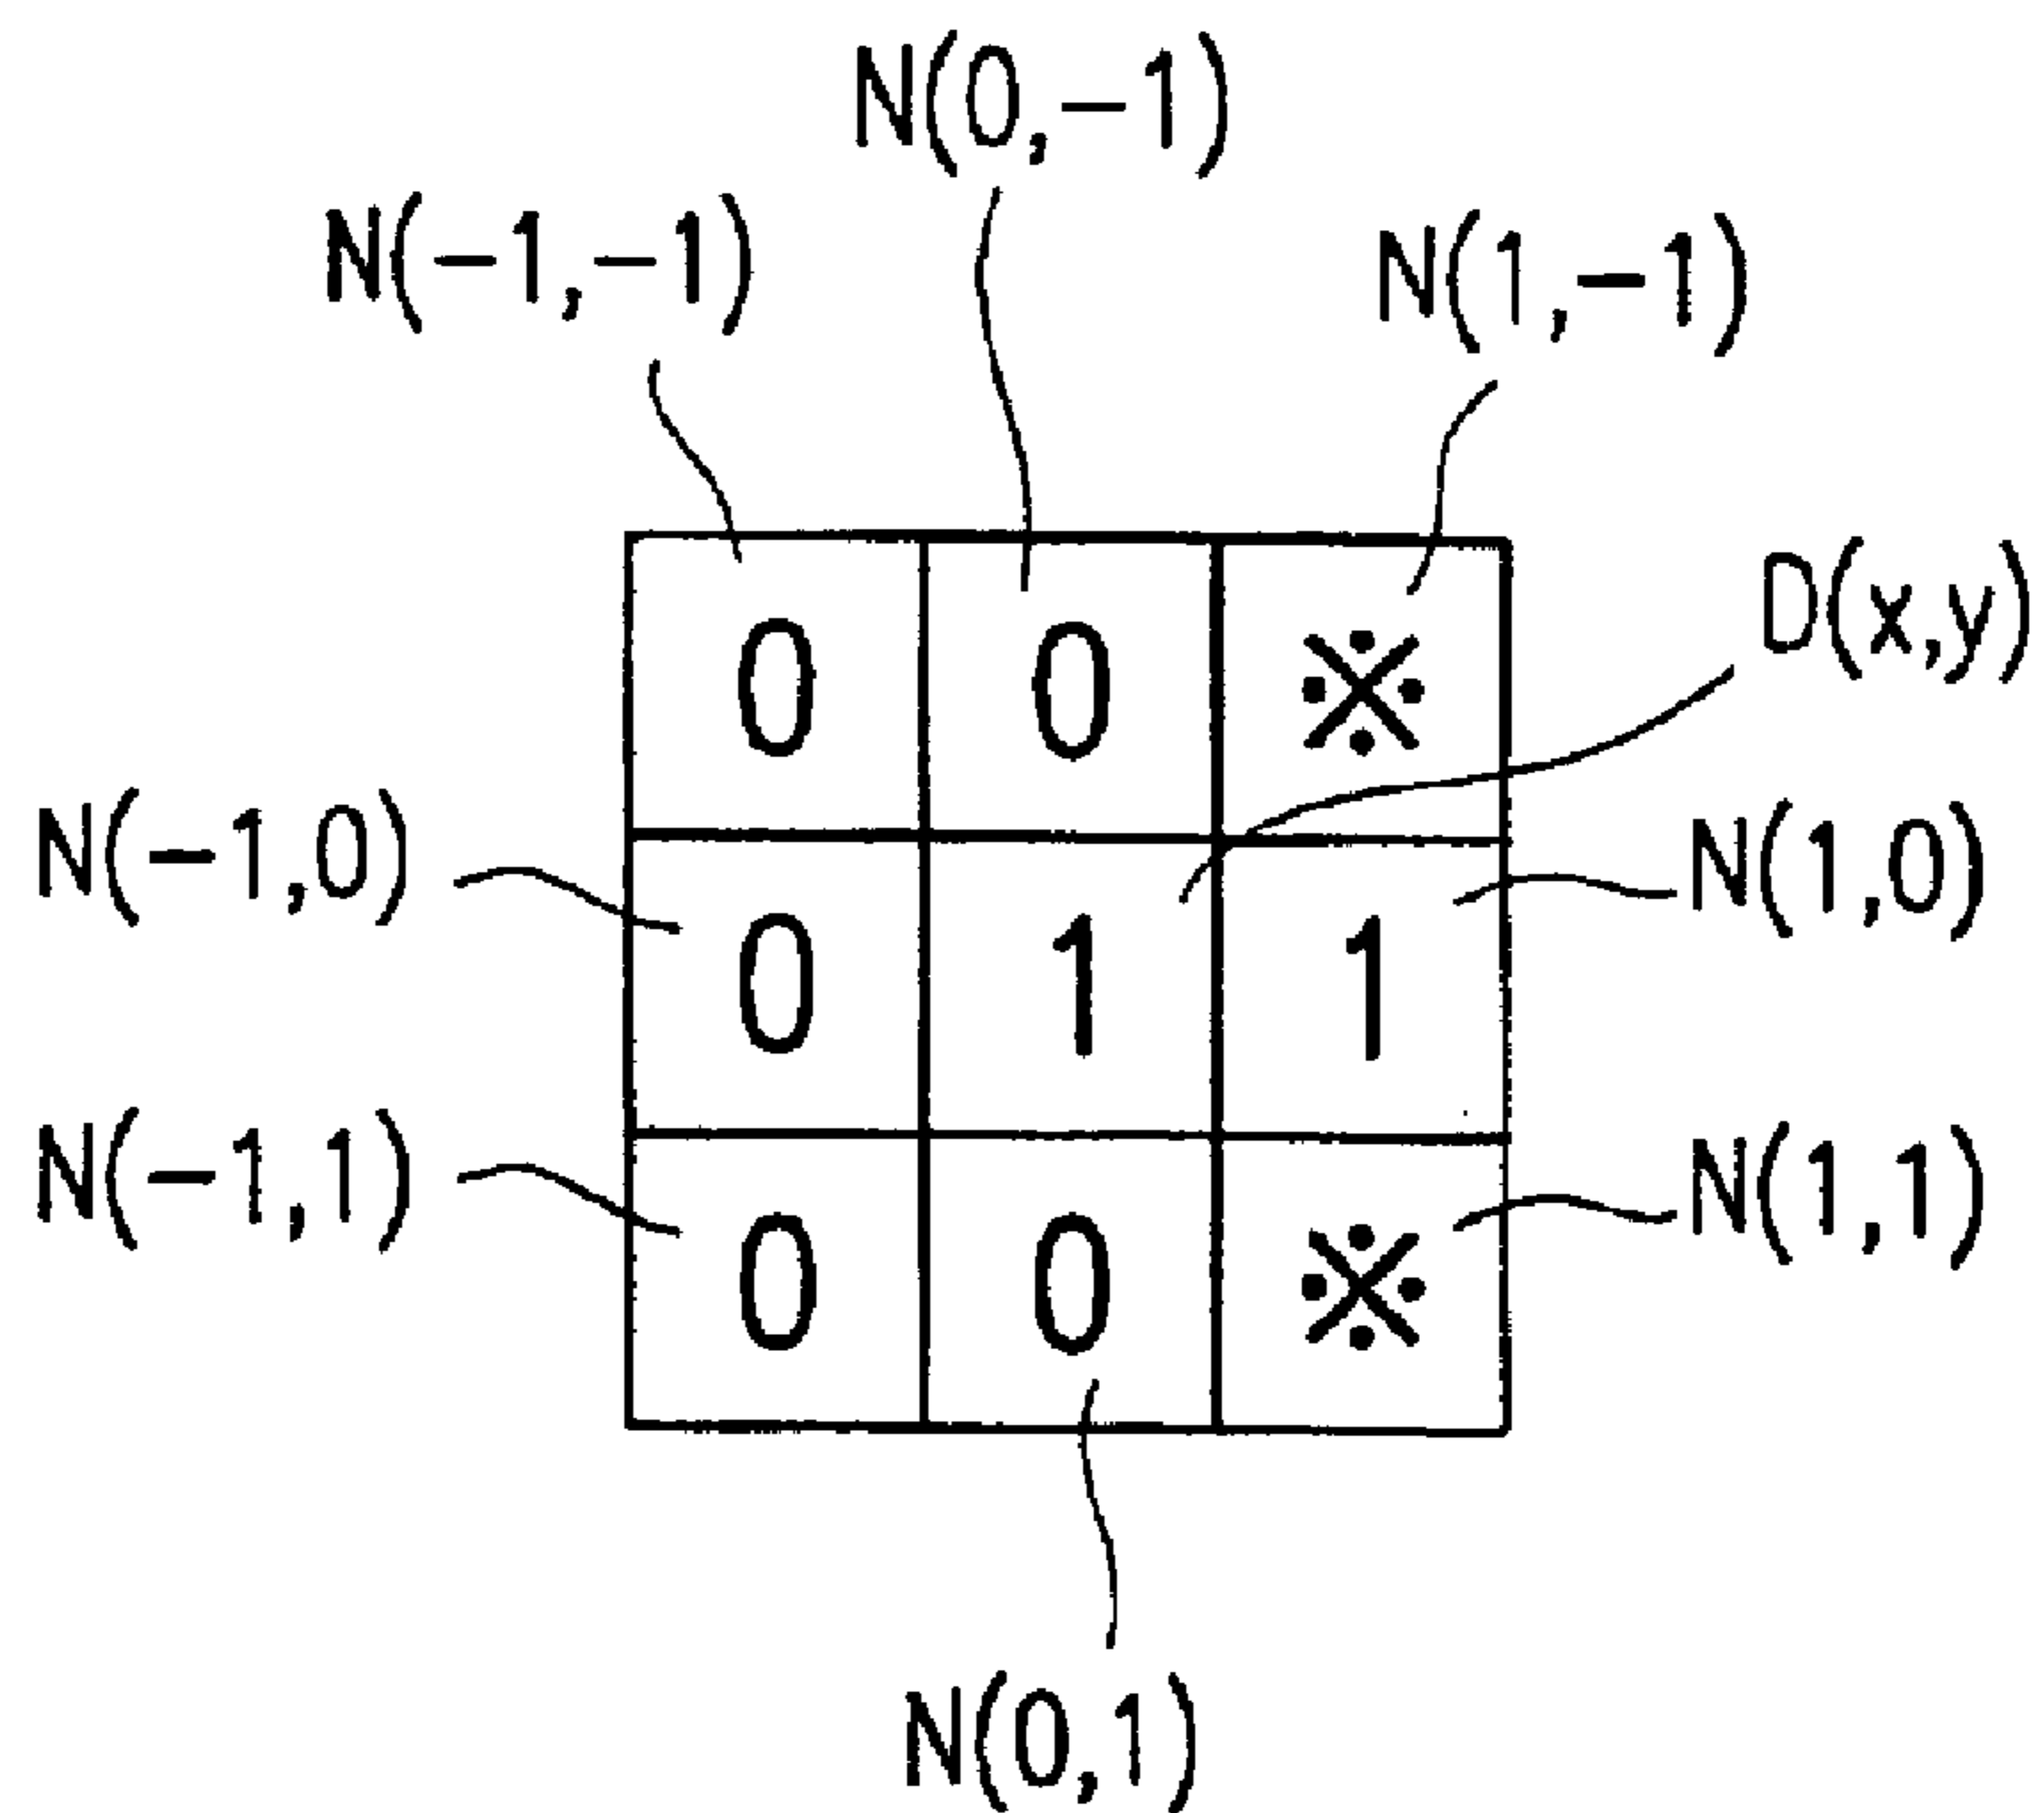 N(0,-1)
N(-1,-1)
N(1,-1)
D(x,y)
0 0 ※
N(-1,0)
N(1,0)
0 1 1
N(-1,1)
N(1,1)
0 0 ※
N(0,1)